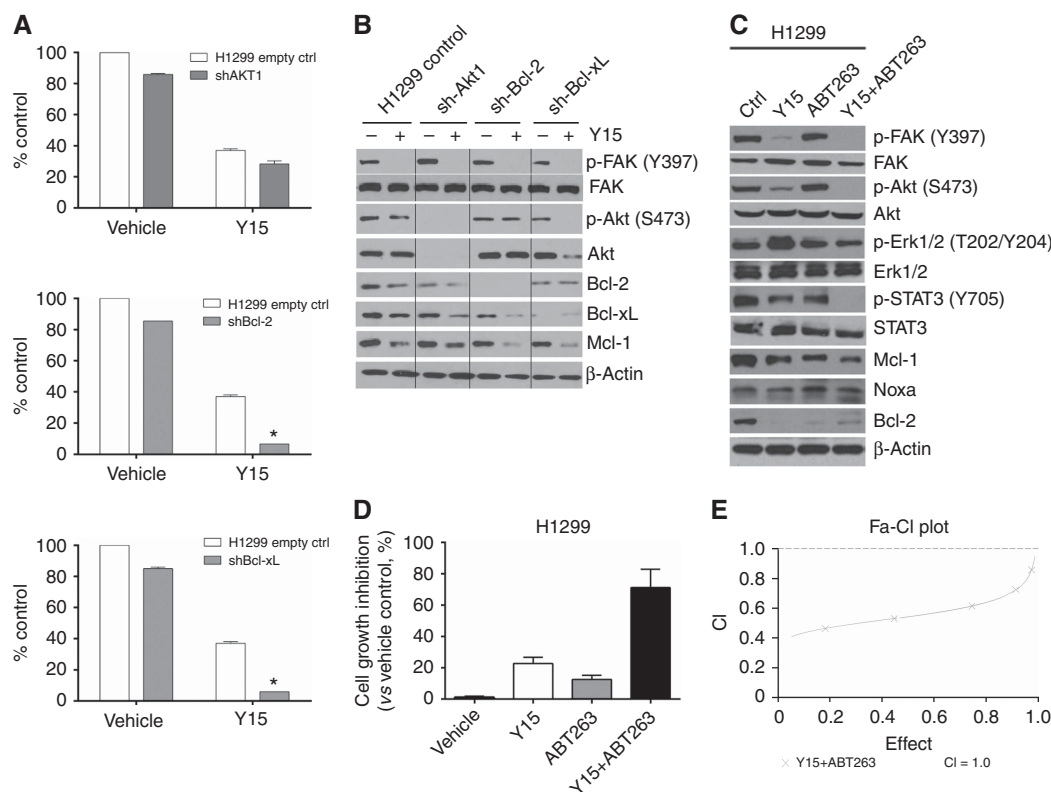 A
% control
100
80
60
40
20
0
H1299 empty ctrl
shAKT1
Vehicle
Y15
% control
100
80
60
40
20
0
H1299 empty ctrl
shBcl-2
*
Vehicle
Y15
% control
100
80
60
40
20
0
H1299 empty ctrl
shBcl-xL
*
Vehicle
Y15
B
H1299 control
sh-Akt1
sh-Bcl-2
sh-Bcl-xL
– + – + – + – + Y15
p-FAK (Y397)
FAK
p-Akt (S473)
Akt
Bcl-2
Bcl-xL
Mcl-1
β-Actin
C
H1299
Ctrl
Y15
ABT263
Y15+ABT263
p-FAK (Y397)
FAK
p-Akt (S473)
Akt
p-Erk1/2 (T202/Y204)
Erk1/2
p-STAT3 (Y705)
STAT3
Mcl-1
Noxa
Bcl-2
β-Actin
D
H1299
Cell growth inhibition
(vs vehicle control, %)
100
80
60
40
20
0
Vehicle
Y15
ABT263
Y15+ABT263
E
Fa-CI plot
CI
1.0
0.8
0.6
0.4
0.2
0
0 0.2 0.4 0.6 0.8 1.0
Effect
Y15+ABT263 CI = 1.0